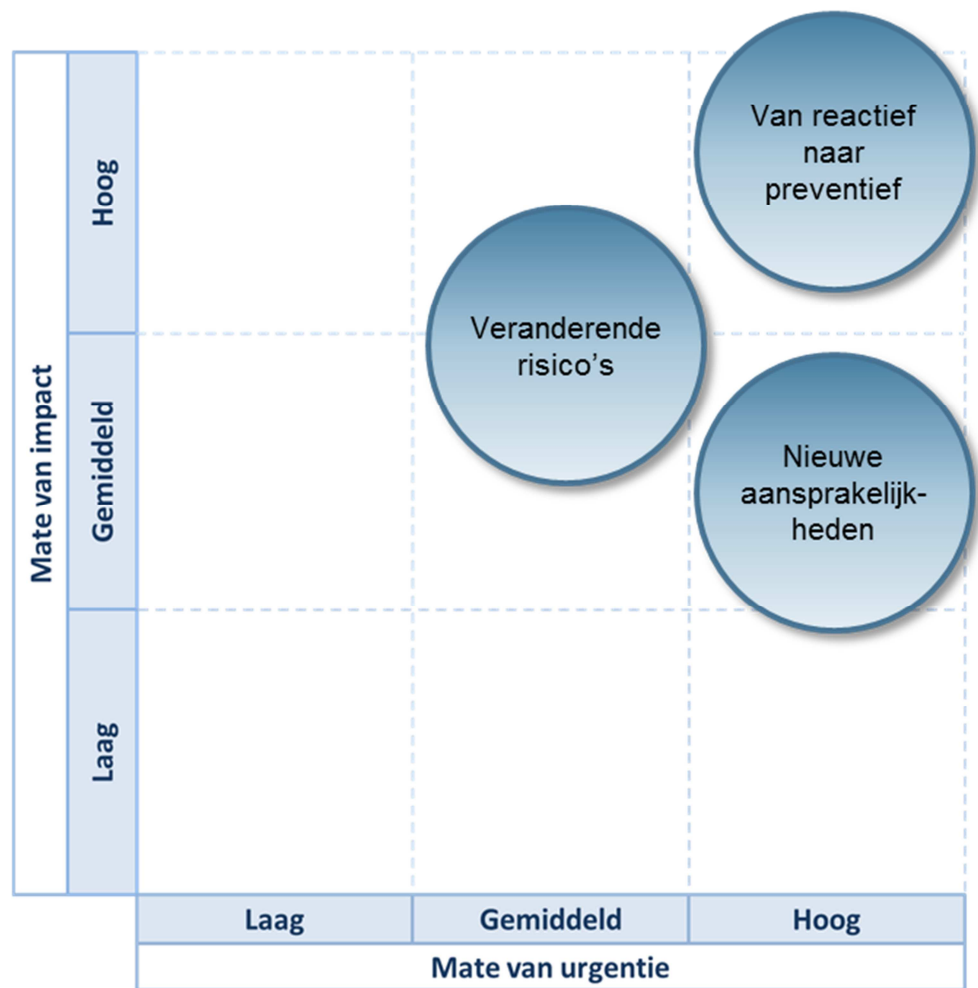 Mate van impact
Hoog
Gemiddeld
Laag
Van reactief
naar
preventief
Veranderende
risico's
Nieuwe
aansprakelijk-
heden
Laag
Gemiddeld
Hoog
Mate van urgentie